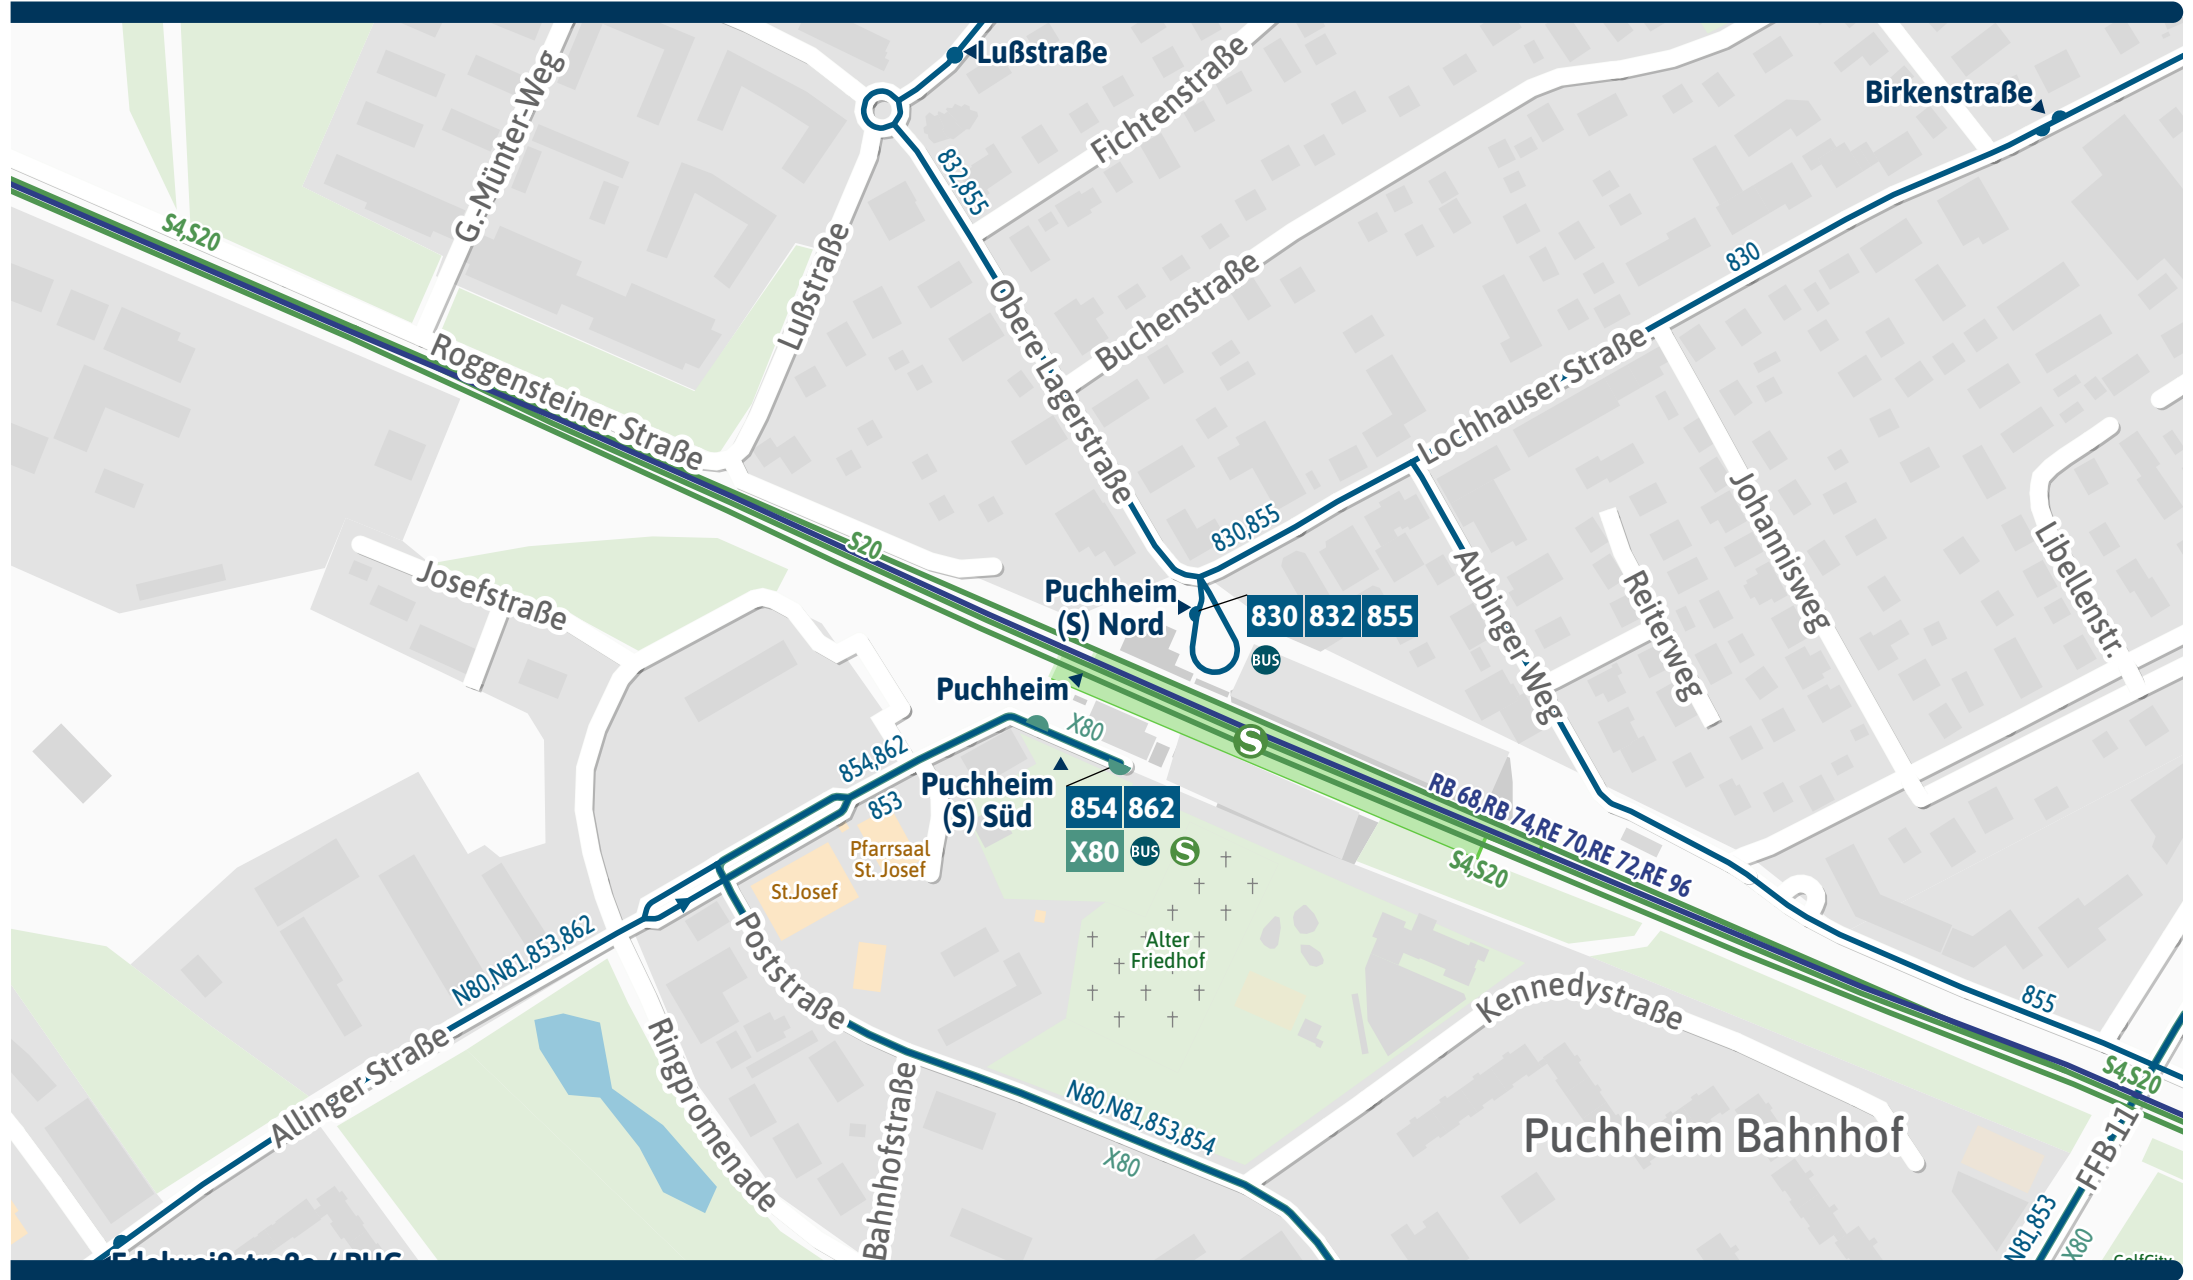 Lußstraße
Birkenstraße
Fichtenstraße
G.-Münter-Weg
832,855
S4,S20
Lußstraße
830
Obere Lagerstraße
Buchenstraße
Roggensteiner Straße
Lochhauser Straße
Johannisweg
Libellenstr.
S20
830,855
Josefstraße
Aubinger Weg
Reiterweg
Puchheim
(S) Nord
830 832 855
BUS
Puchheim
X80
S
854,862
853
Puchheim
(S) Süd
854 862
X80 BUS S
RB 68,RB 74,RE 70,RE 72,RE 96
S4,S20
Pfarrsaal
St. Josef
St.Josef
N80,N81,853,862
Poststraße
Alter
Friedhof
Kennedystraße
855
Allinger Straße
Ringpromenade
Bahnhofstraße
N80,N81,853,854
X80
Puchheim Bahnhof
S4,S20
FFB 11
N81,853
X80
Edelweißstraße / PUC
GolfCity